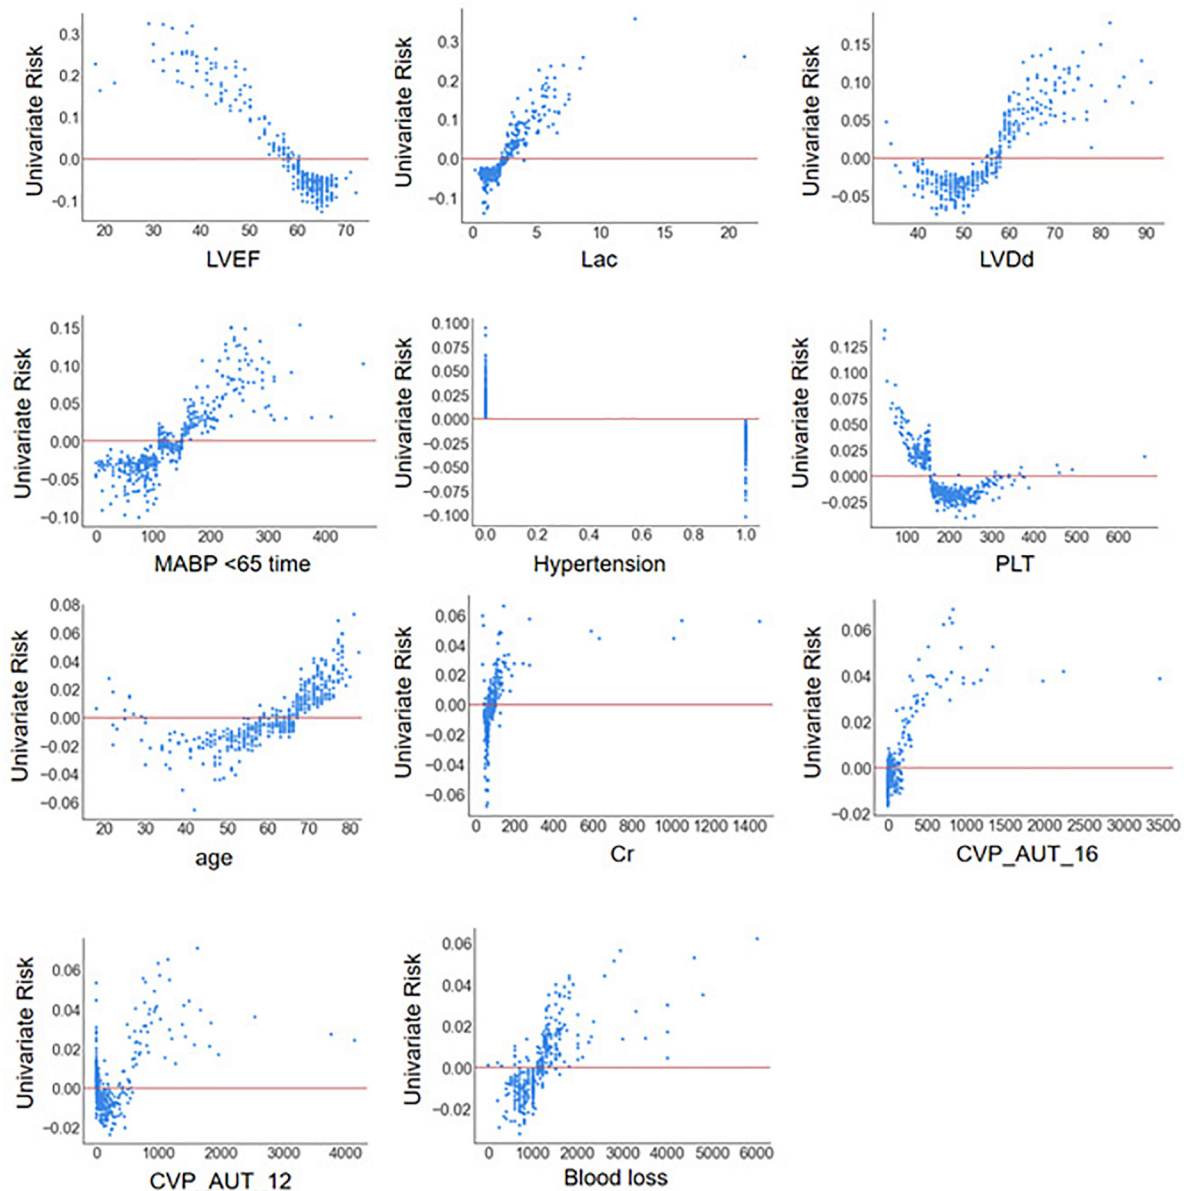 Univariate Risk
0.3
0.2
0.1
0.0
-0.1
20 30 40 50 60 70
LVEF
Univariate Risk
0.3
0.2
0.1
0.0
-0.1
0 5 10 15 20
Lac
Univariate Risk
0.15
0.10
0.05
0.00
-0.05
40 50 60 70 80 90
LVDd
Univariate Risk
0.15
0.10
0.05
0.00
-0.05
-0.10
0 100 200 300 400
MABP <65 time
Univariate Risk
0.100
0.075
0.050
0.025
0.000
-0.025
-0.050
-0.075
-0.100
0.0 0.2 0.4 0.6 0.8 1.0
Hypertension
Univariate Risk
0.125
0.100
0.075
0.050
0.025
0.000
-0.025
100 200 300 400 500 600
PLT
Univariate Risk
0.08
0.06
0.04
0.02
0.00
-0.02
-0.04
-0.06
20 30 40 50 60 70 80
age
Univariate Risk
0.06
0.04
0.02
0.00
-0.02
-0.04
-0.06
0 200 400 600 800 1000 1200 1400
Cr
Univariate Risk
0.06
0.04
0.02
0.00
-0.02
0 500 1000 1500 2000 2500 3000 3500
CVP_AUT_16
Univariate Risk
0.06
0.04
0.02
0.00
-0.02
0 1000 2000 3000 4000
CVP_AUT_12
Univariate Risk
0.06
0.04
0.02
0.00
-0.02
0 1000 2000 3000 4000 5000 6000
Blood loss